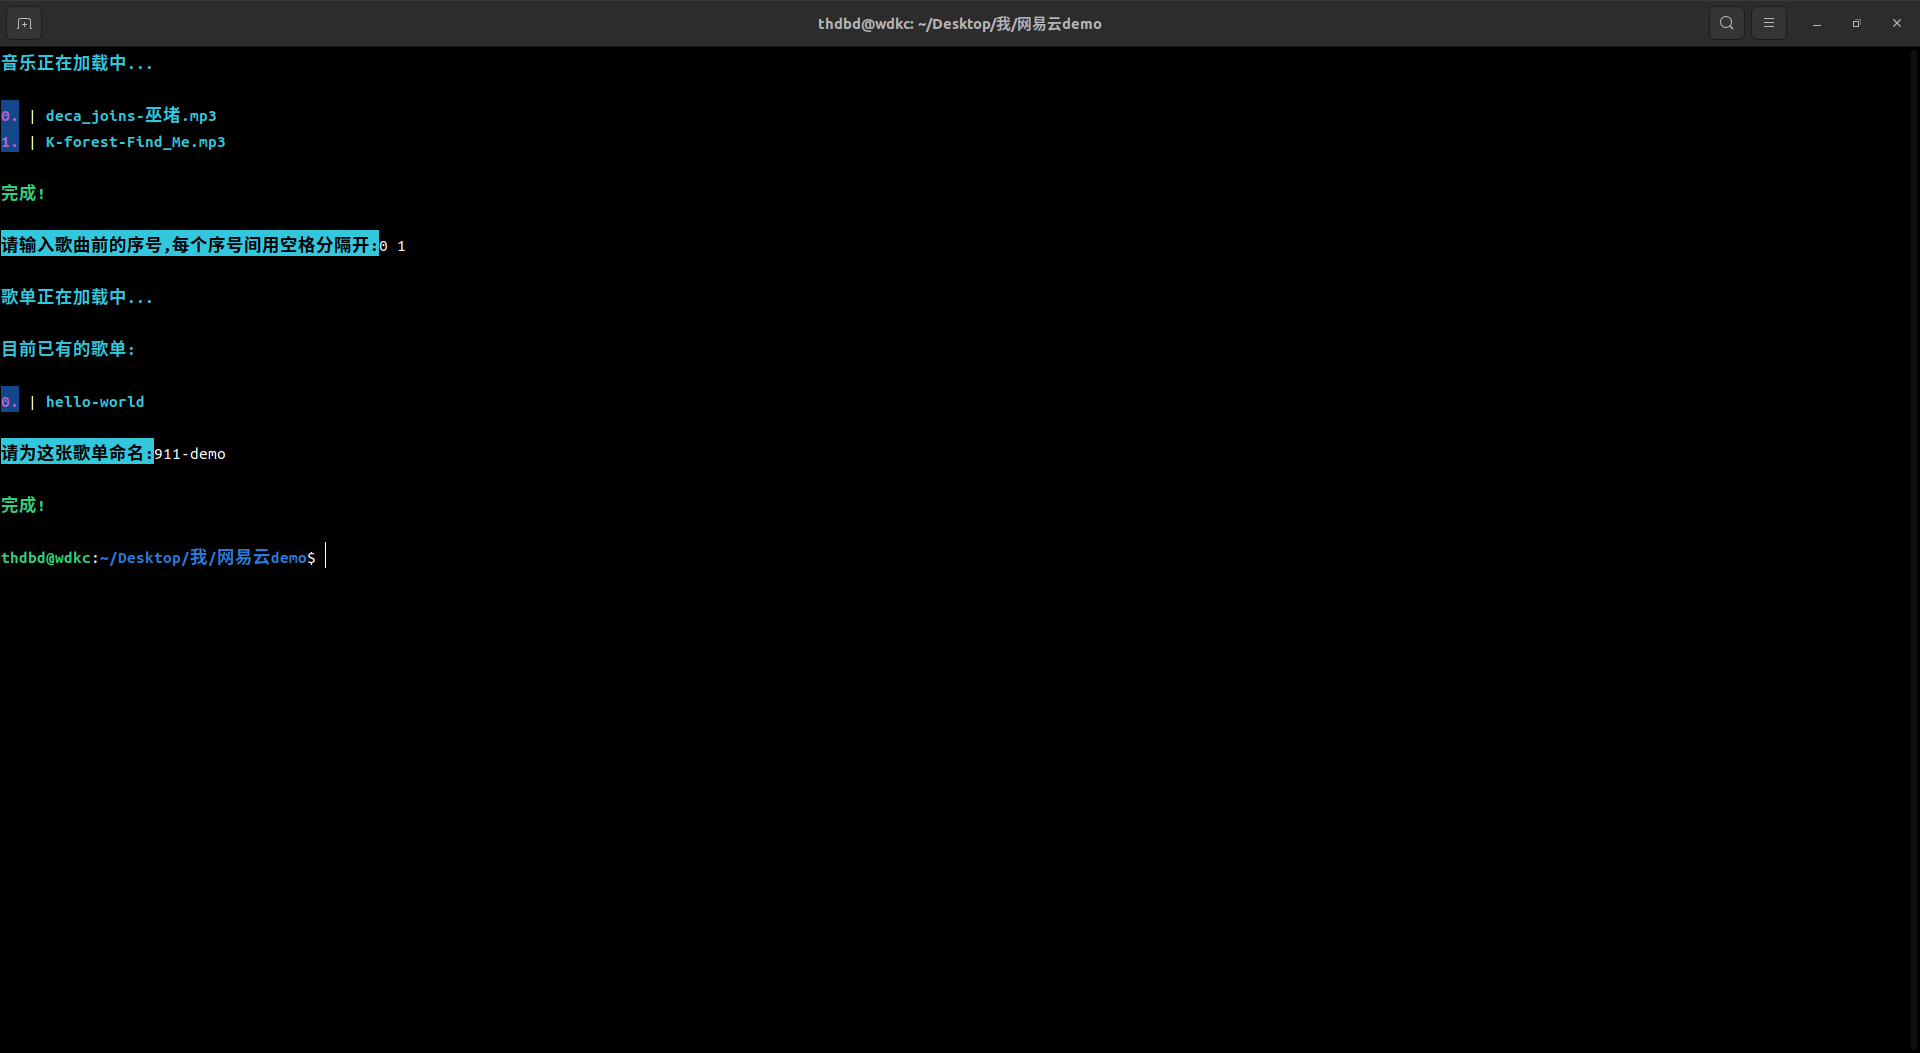 thdbd@wdkc: ~/Desktop/我/网易云demo
音乐正在加载中...
0. | deca_joins-巫堵.mp3
1. | K-forest-Find_Me.mp3
完成!
请输入歌曲前的序号,每个序号间用空格分隔开:0 1
歌单正在加载中...
目前已有的歌单:
0. | hello-world
请为这张歌单命名:911-demo
完成!
thdbd@wdkc:~/Desktop/我/网易云demo$